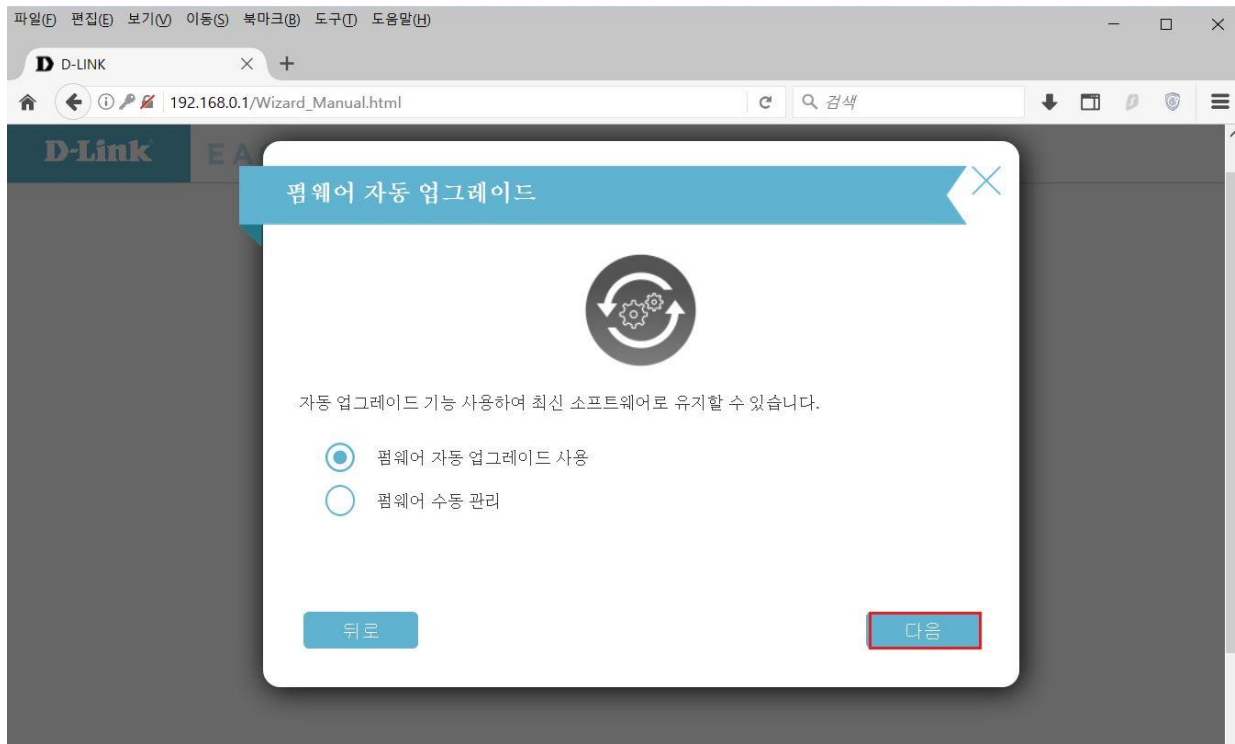 파일(F) 편집(E) 보기(V) 이동(S) 북마크(B) 도구(T) 도움말(H)
D D-LINK
192.168.0.1/Wizard_Manual.html
검색
D-Link EA
펌웨어 자동 업그레이드
자동 업그레이드 기능 사용하여 최신 소프트웨어로 유지할 수 있습니다.
펌웨어 자동 업그레이드 사용
펌웨어 수동 관리
뒤로 다음